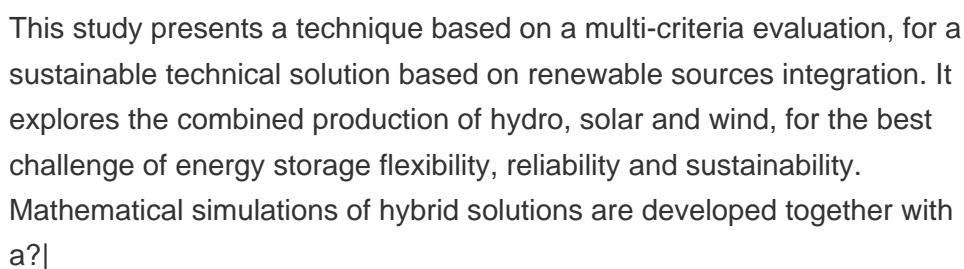 This study presents a technique based on a multi-criteria evaluation, for a
sustainable technical solution based on renewable sources integration. It
explores the combined production of hydro, solar and wind, for the best
challenge of energy storage flexibility, reliability and sustainability.
Mathematical simulations of hybrid solutions are developed together with
a?|